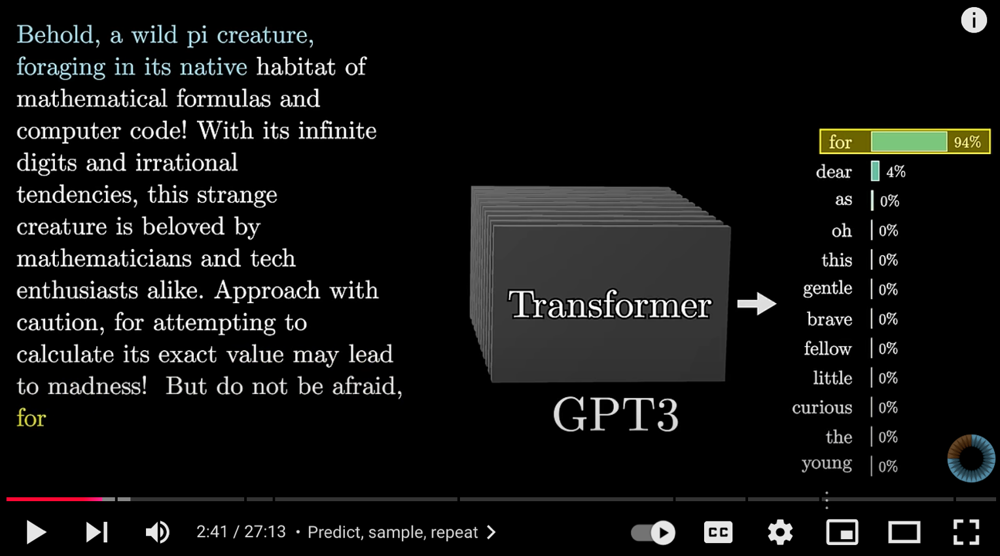 Behold, a wild pi creature,
foraging in its native habitat of
mathematical formulas and
computer code! With its infinite
digits and irrational
tendencies, this strange
creature is beloved by
mathematicians and tech
enthusiasts alike. Approach with
caution, for attempting to
calculate its exact value may lead
to madness! But do not be afraid,
for
Transformer
GPT3
for 94%
dear 4%
as 0%
oh 0%
this 0%
gentle 0%
brave 0%
fellow 0%
little 0%
curious 0%
the 0%
young 0%
i
2:41 / 27:13 • Predict, sample, repeat
CC